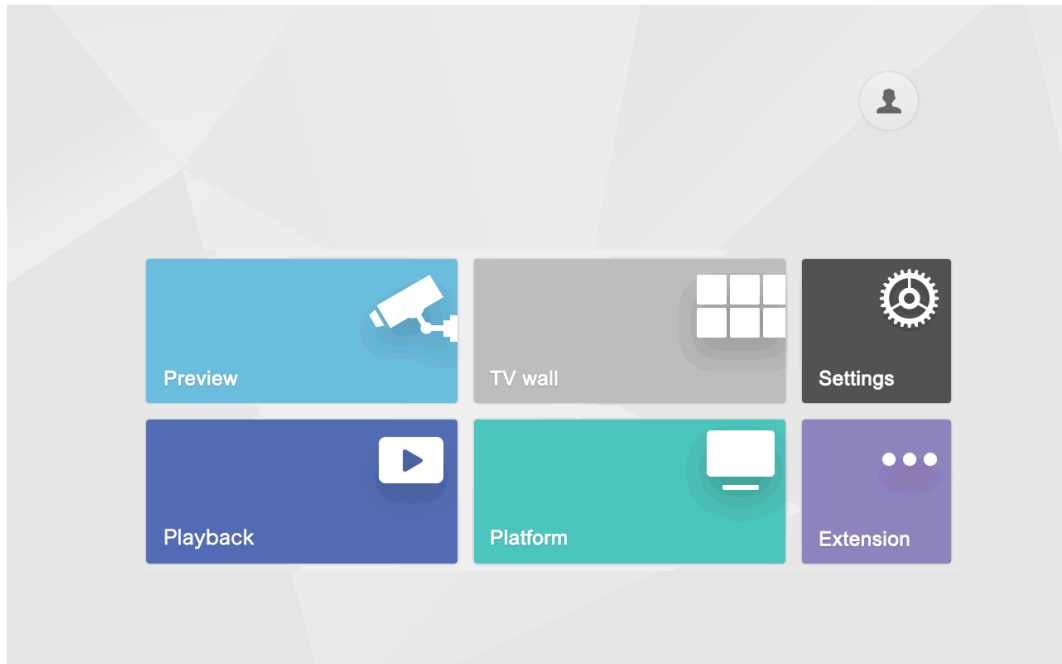 Preview
TV wall
Settings
Playback
Platform
Extension